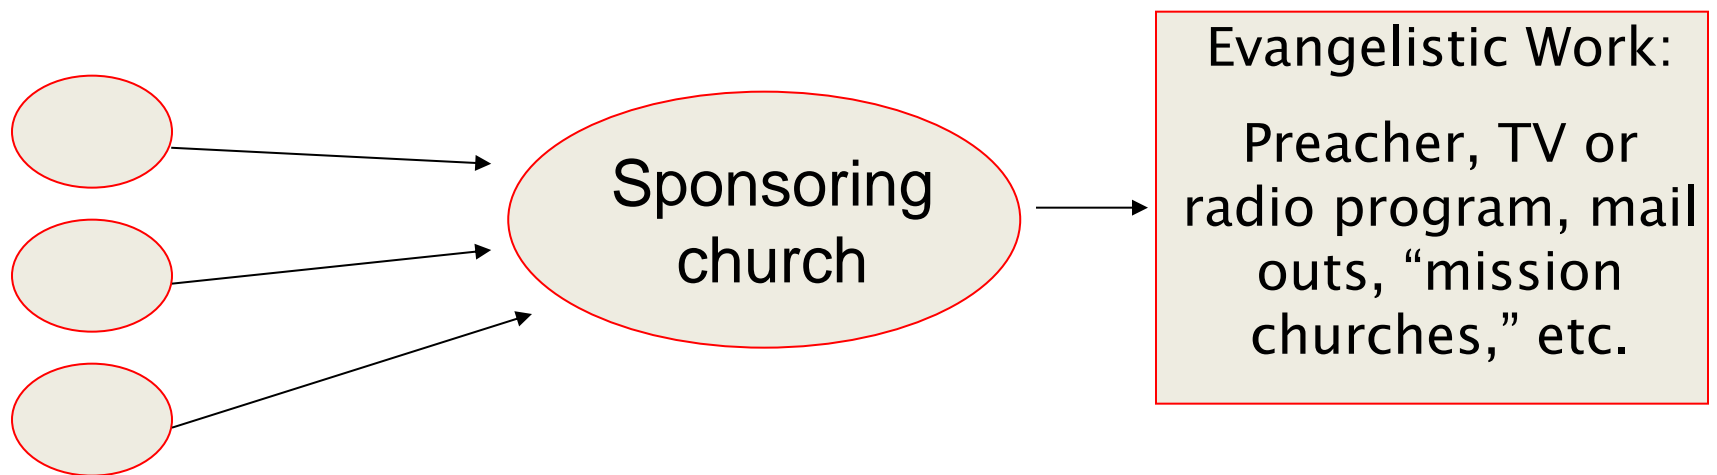 Sponsoring
church
Evangelistic Work:
Preacher, TV or
radio program, mail
outs, “mission
churches,” etc.